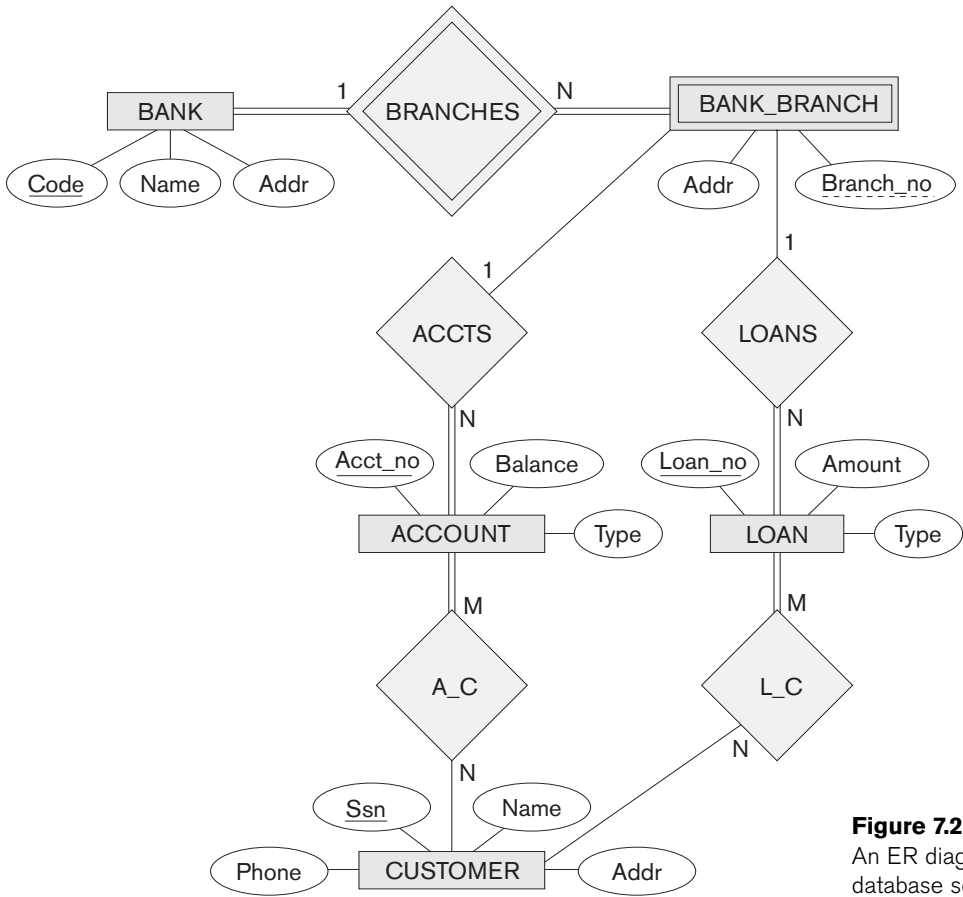 1
N
BANK
BRANCHES
BANK_BRANCH
Code
Name
Addr
Addr
Branch_no
1
1
ACCTS
LOANS
N
N
Acct_no
Balance
Loan_no
Amount
ACCOUNT
Type
LOAN
Type
M
M
A_C
L_C
N
N
Ssn
Name
Phone
CUSTOMER
Addr
Figure 7.2
An ER
database